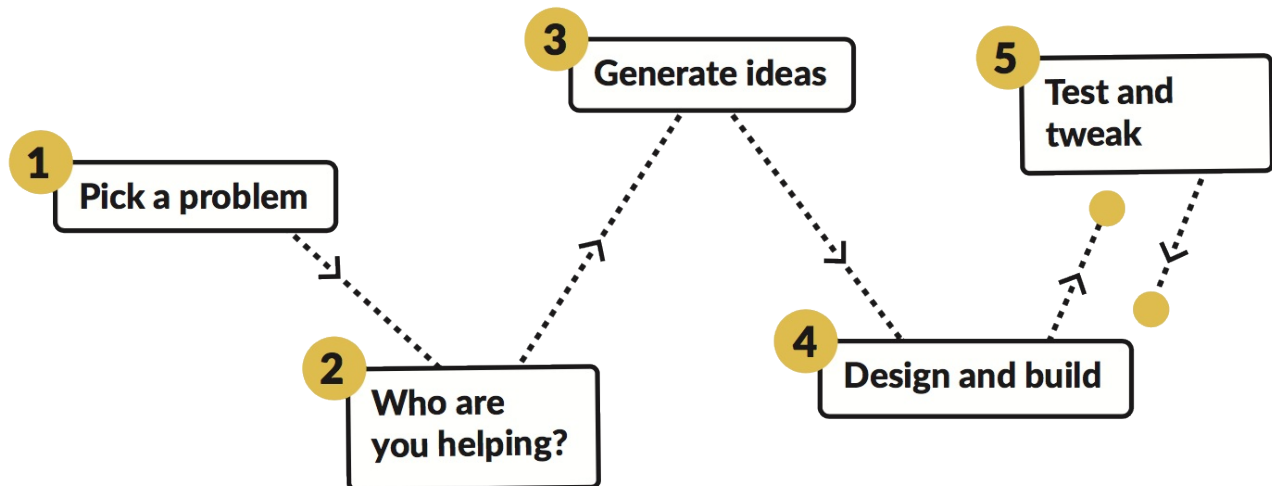 1
Pick a problem
2
Who are
you helping?
3
Generate ideas
4
Design and build
5
Test and
tweak